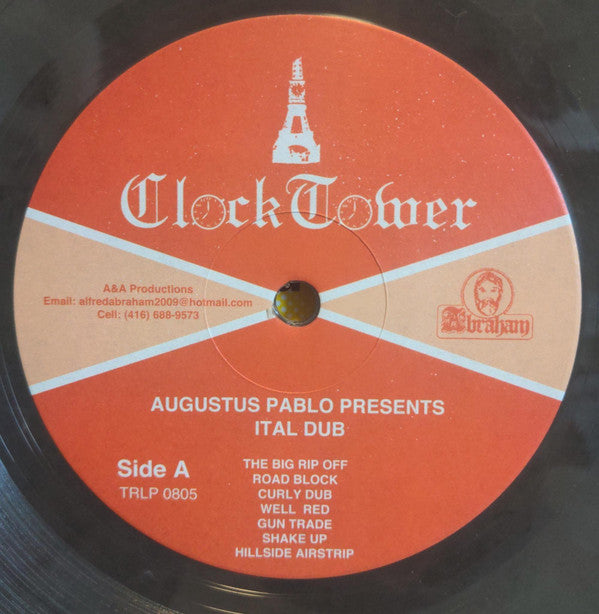 ClockTower
A&A Productions
Email: alfredabraham2009@hotmail.com
Cell: (416) 688-9573
Abraham
AUGUSTUS PABLO PRESENTS
ITAL DUB
Side A
TRLP 0805
THE BIG RIP OFF
ROAD BLOCK
CURLY DUB
WELL RED
GUN TRADE
SHAKE UP
HILLSIDE AIRSTRIP